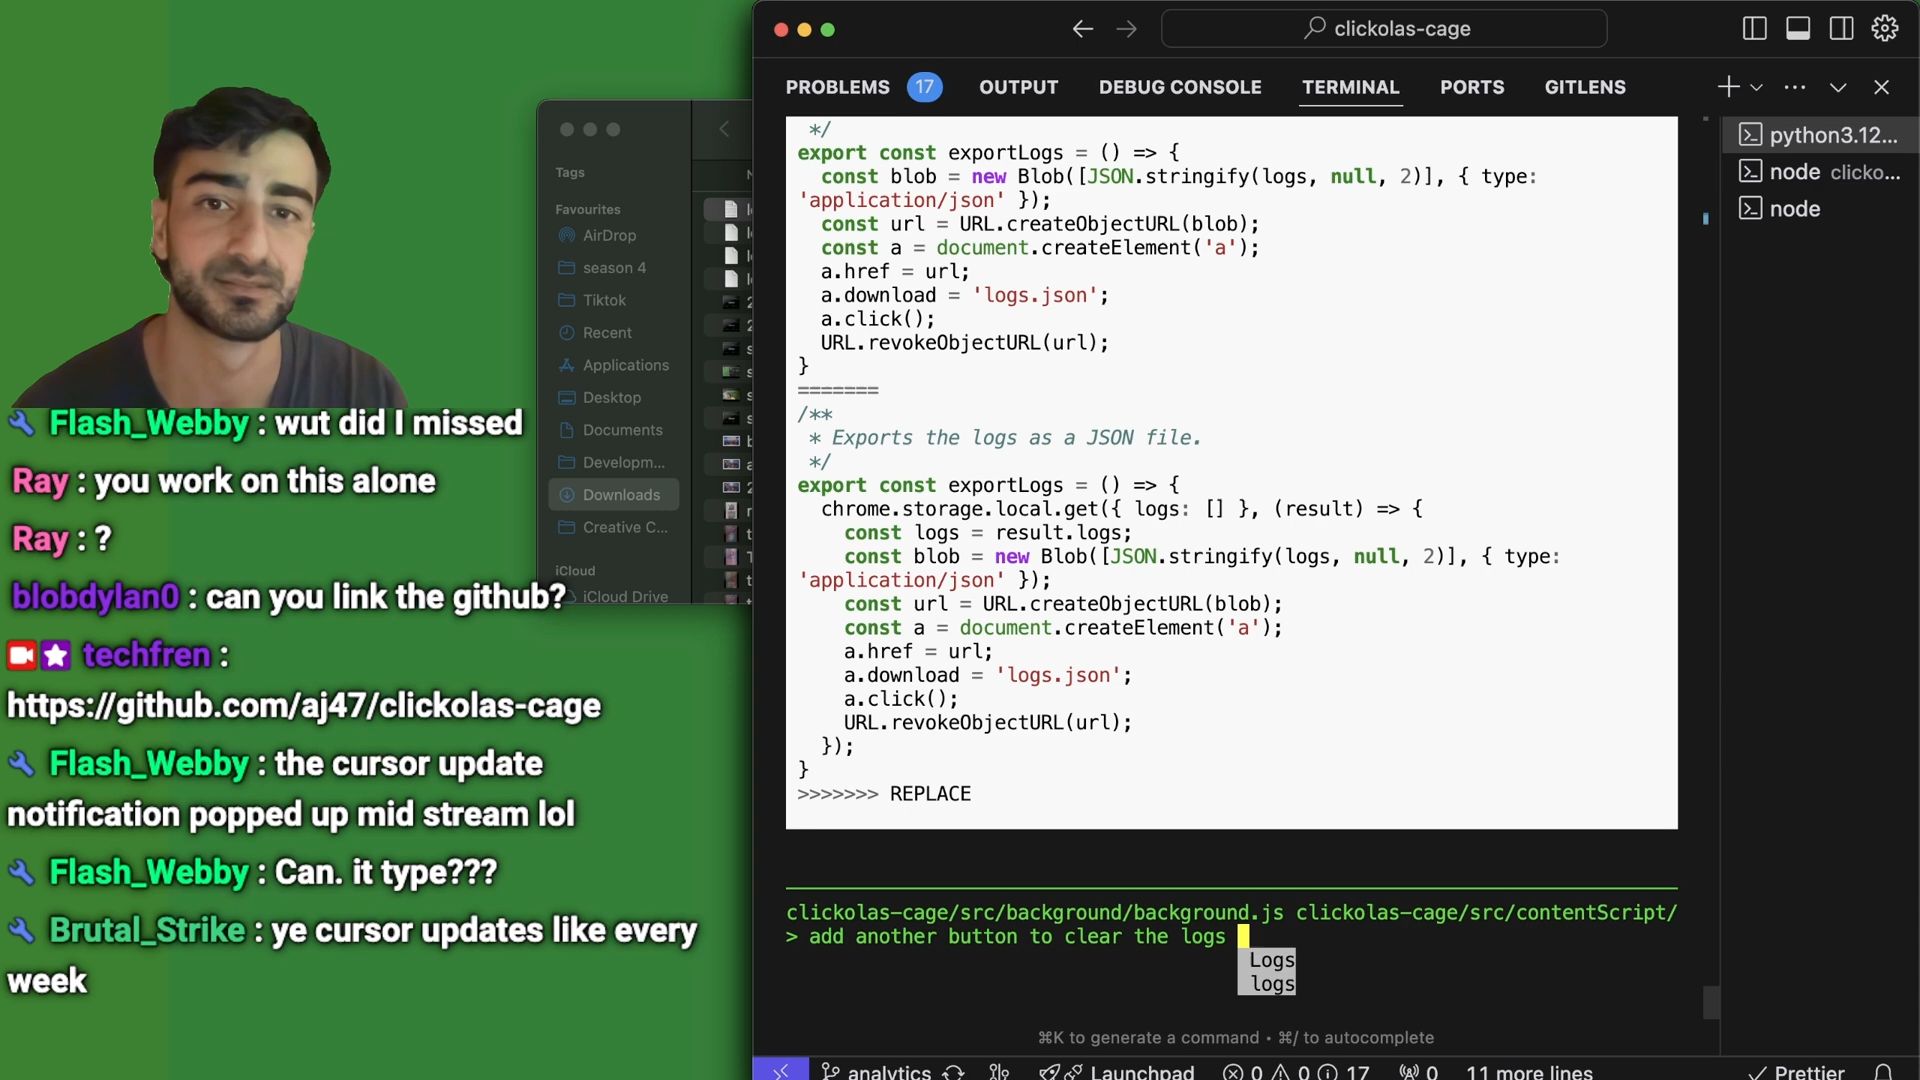 clickolas-cage
PROBLEMS 17 OUTPUT DEBUG CONSOLE TERMINAL PORTS GITLENS
python3.12...
node clicko...
node
*/
export const exportLogs = () => {
const blob = new Blob([JSON.stringify(logs, null, 2)], { type:
'application/json' });
const url = URL.createObjectURL(blob);
const a = document.createElement('a');
a.href = url;
a.download = 'logs.json';
a.click();
URL.revokeObjectURL(url);
}
=======
/**
* Exports the logs as a JSON file.
*/
export const exportLogs = () => {
chrome.storage.local.get({ logs: [] }, (result) => {
const logs = result.logs;
const blob = new Blob([JSON.stringify(logs, null, 2)], { type:
'application/json' });
const url = URL.createObjectURL(blob);
const a = document.createElement('a');
a.href = url;
a.download = 'logs.json';
a.click();
URL.revokeObjectURL(url);
});
}
>>>>>>> REPLACE
clickolas-cage/src/background/background.js clickolas-cage/src/contentScript/
> add another button to clear the logs
Logs
logs
⌘K to generate a command • ⌘/ to autocomplete
analytics Launchpad 0 0 17 0 11 more lines Prettier
Tags
Favourites
AirDrop
season 4
Tiktok
Recent
Applications
Desktop
Documents
Developm...
Downloads
Creative C...
iCloud
iCloud Drive
Flash_Webby : wut did I missed
Ray : you work on this alone
Ray : ?
blobdylan0 : can you link the github?
techfren :
https://github.com/aj47/clickolas-cage
Flash_Webby : the cursor update
notification popped up mid stream lol
Flash_Webby : Can. it type???
Brutal_Strike : ye cursor updates like every
week